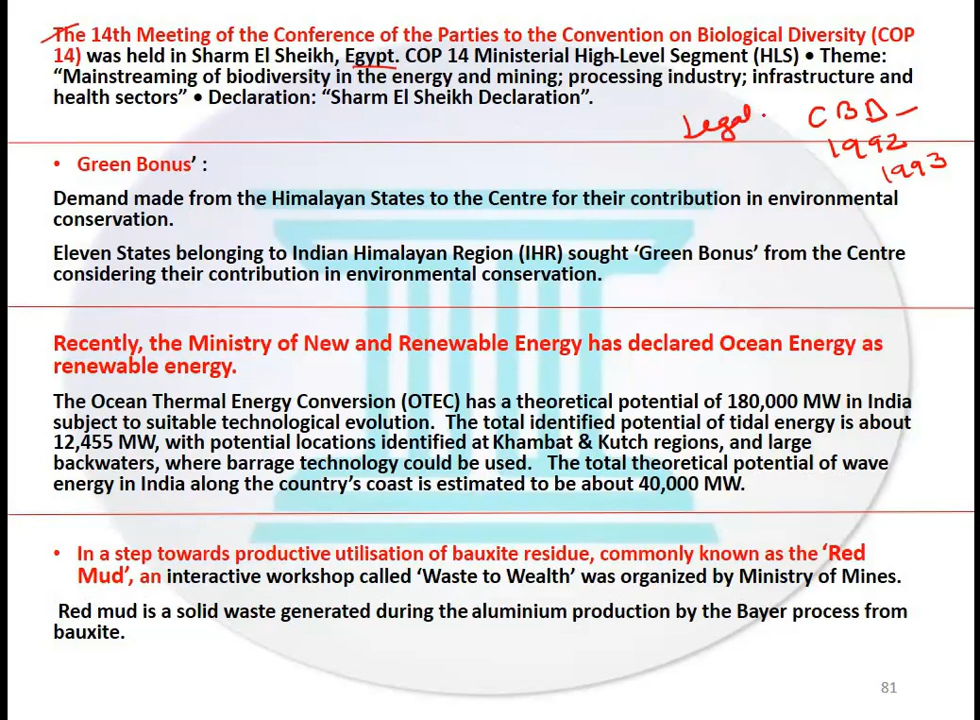 The 14th Meeting of the Conference of the Parties to the Convention on Biological Diversity (COP
14) was held in Sharm El Sheikh, Egypt. COP 14 Ministerial High-Level Segment (HLS) • Theme:
“Mainstreaming of biodiversity in the energy and mining; processing industry; infrastructure and
health sectors” • Declaration: “Sharm El Sheikh Declaration”.
Legal. CBD –
1992
1993
• Green Bonus’ :
Demand made from the Himalayan States to the Centre for their contribution in environmental
conservation.
Eleven States belonging to Indian Himalayan Region (IHR) sought ‘Green Bonus’ from the Centre
considering their contribution in environmental conservation.
Recently, the Ministry of New and Renewable Energy has declared Ocean Energy as
renewable energy.
The Ocean Thermal Energy Conversion (OTEC) has a theoretical potential of 180,000 MW in India
subject to suitable technological evolution. The total identified potential of tidal energy is about
12,455 MW, with potential locations identified at Khambat & Kutch regions, and large
backwaters, where barrage technology could be used. The total theoretical potential of wave
energy in India along the country’s coast is estimated to be about 40,000 MW.
• In a step towards productive utilisation of bauxite residue, commonly known as the ‘Red
Mud’, an interactive workshop called ‘Waste to Wealth’ was organized by Ministry of Mines.
Red mud is a solid waste generated during the aluminium production by the Bayer process from
bauxite.
81